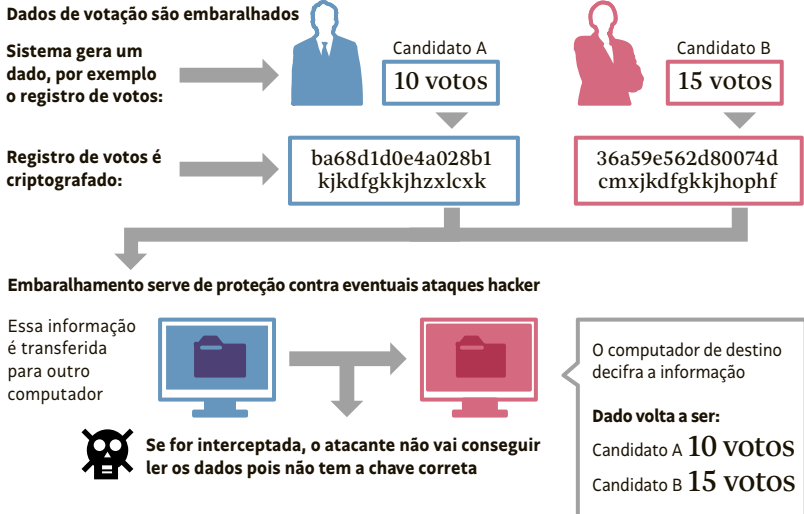 Dados de votação são embaralhados
Sistema gera um
dado, por exemplo
o registro de votos:
Candidato A
10 votos
Candidato B
15 votos
Registro de votos é
criptografado:
ba68d1d0e4a028b1
kjkdfgkkjhzxlcxk
36a59e562d80074d
cmxjkdfgkkjhophf
Embaralhamento serve de proteção contra eventuais ataques hacker
Essa informação
é transferida
para outro
computador
Se for interceptada, o atacante não vai conseguir
ler os dados pois não tem a chave correta
O computador de destino
decifra a informação
Dado volta a ser:
Candidato A 10 votos
Candidato B 15 votos